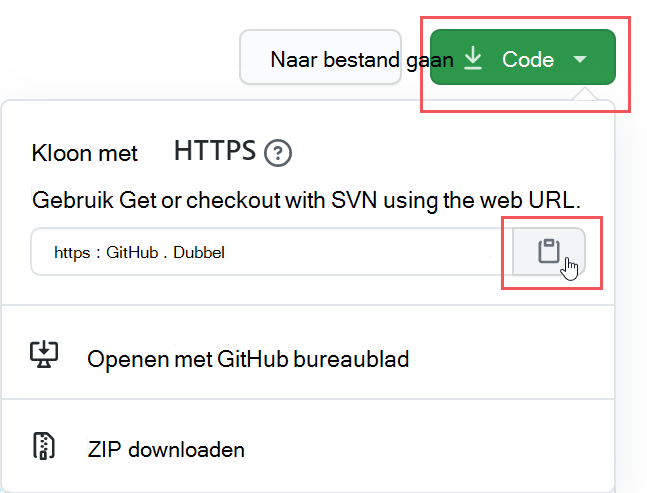 Naar bestand gaan
Code
Kloon met HTTPS ?
Gebruik Get or checkout with SVN using the web URL.
https : GitHub . Dubbel
Openen met GitHub bureaublad
ZIP downloaden